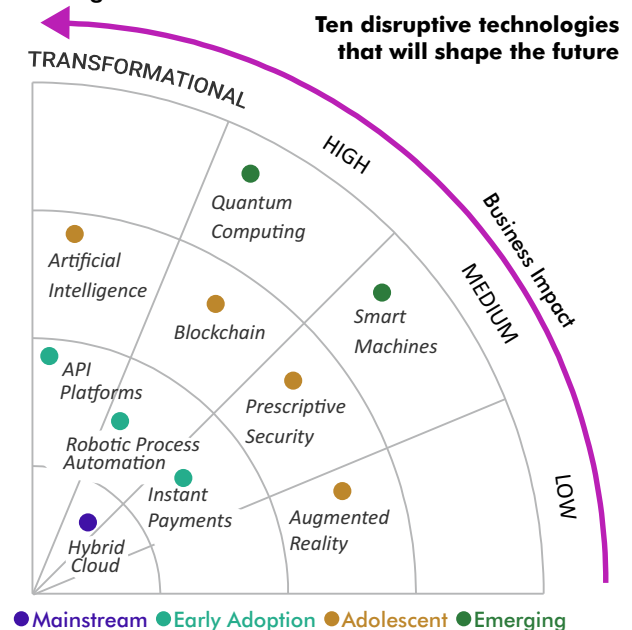 Ten disruptive technologies
that will shape the future
TRANSFORMATIONAL
HIGH
Business Impact
MEDIUM
LOW
Quantum
Computing
Artificial
Intelligence
Blockchain
Smart
Machines
API
Platforms
Prescriptive
Security
Robotic Process
Automation
Instant
Payments
Augmented
Reality
Hybrid
Cloud
Mainstream Early Adoption Adolescent Emerging